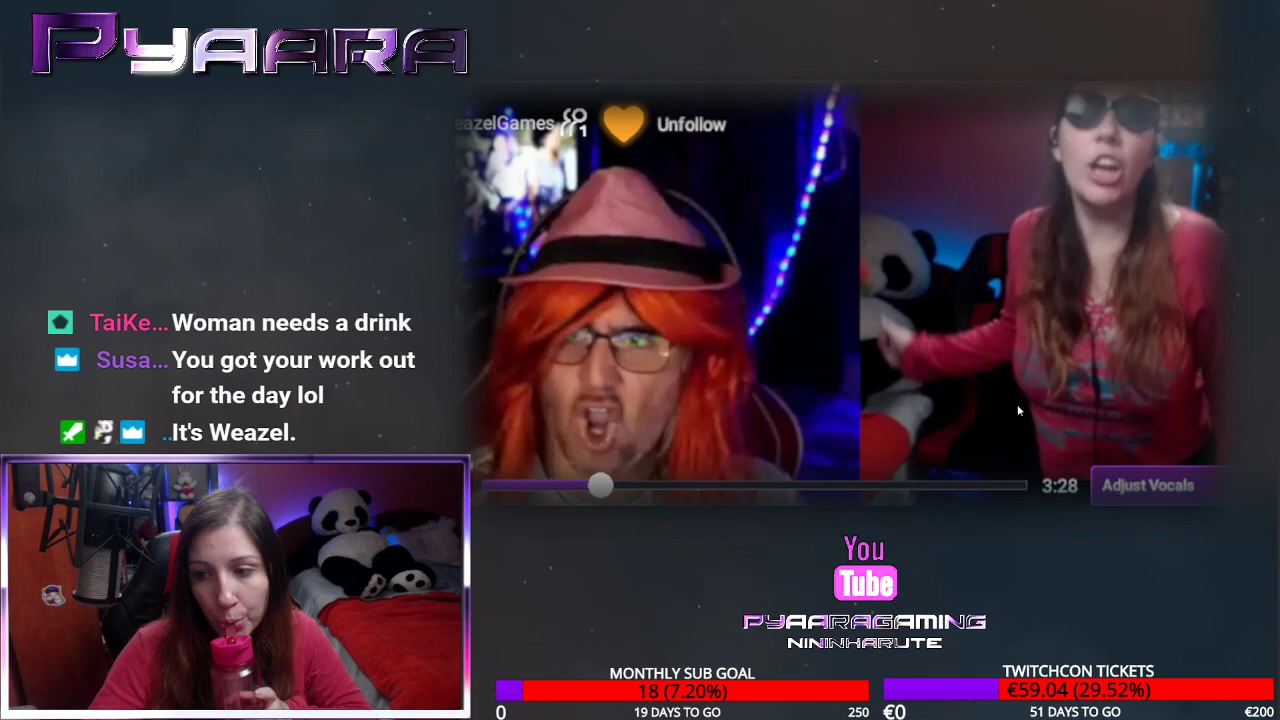 PYAARA
eazelGames
Unfollow
TaiKe... Woman needs a drink
Susa... You got your work out
for the day lol
..It's Weazel.
3:28
Adjust Vocals
You
Tube
PYAARAGAMING
NININHARUTE
MONTHLY SUB GOAL
18 (7.20%)
0
19 DAYS TO GO
250
TWITCHCON TICKETS
€59.04 (29.52%)
€0
51 DAYS TO GO
€200